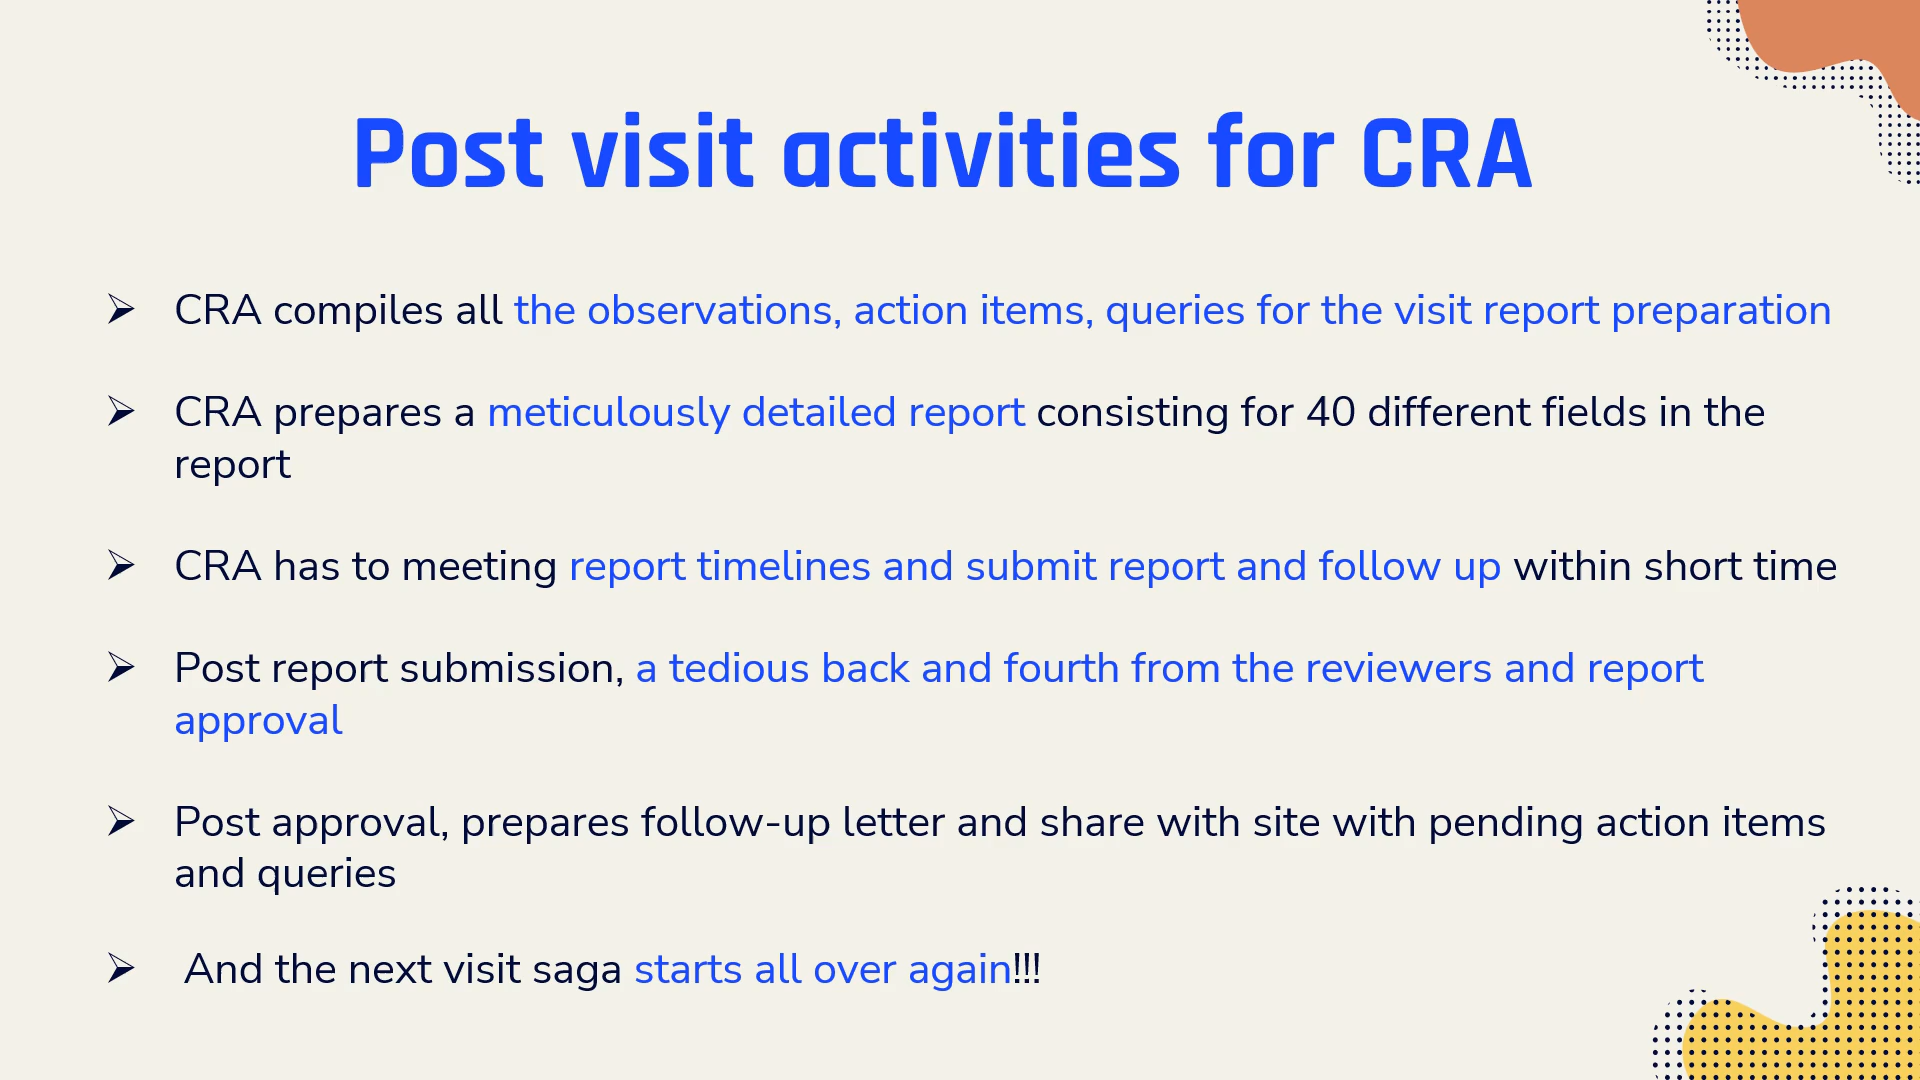 Post visit activities for CRA
➢ CRA compiles all the observations, action items, queries for the visit report preparation
➢ CRA prepares a meticulously detailed report consisting for 40 different fields in the
report
➢ CRA has to meeting report timelines and submit report and follow up within short time
➢ Post report submission, a tedious back and fourth from the reviewers and report
approval
➢ Post approval, prepares follow-up letter and share with site with pending action items
and queries
➢ And the next visit saga starts all over again!!!